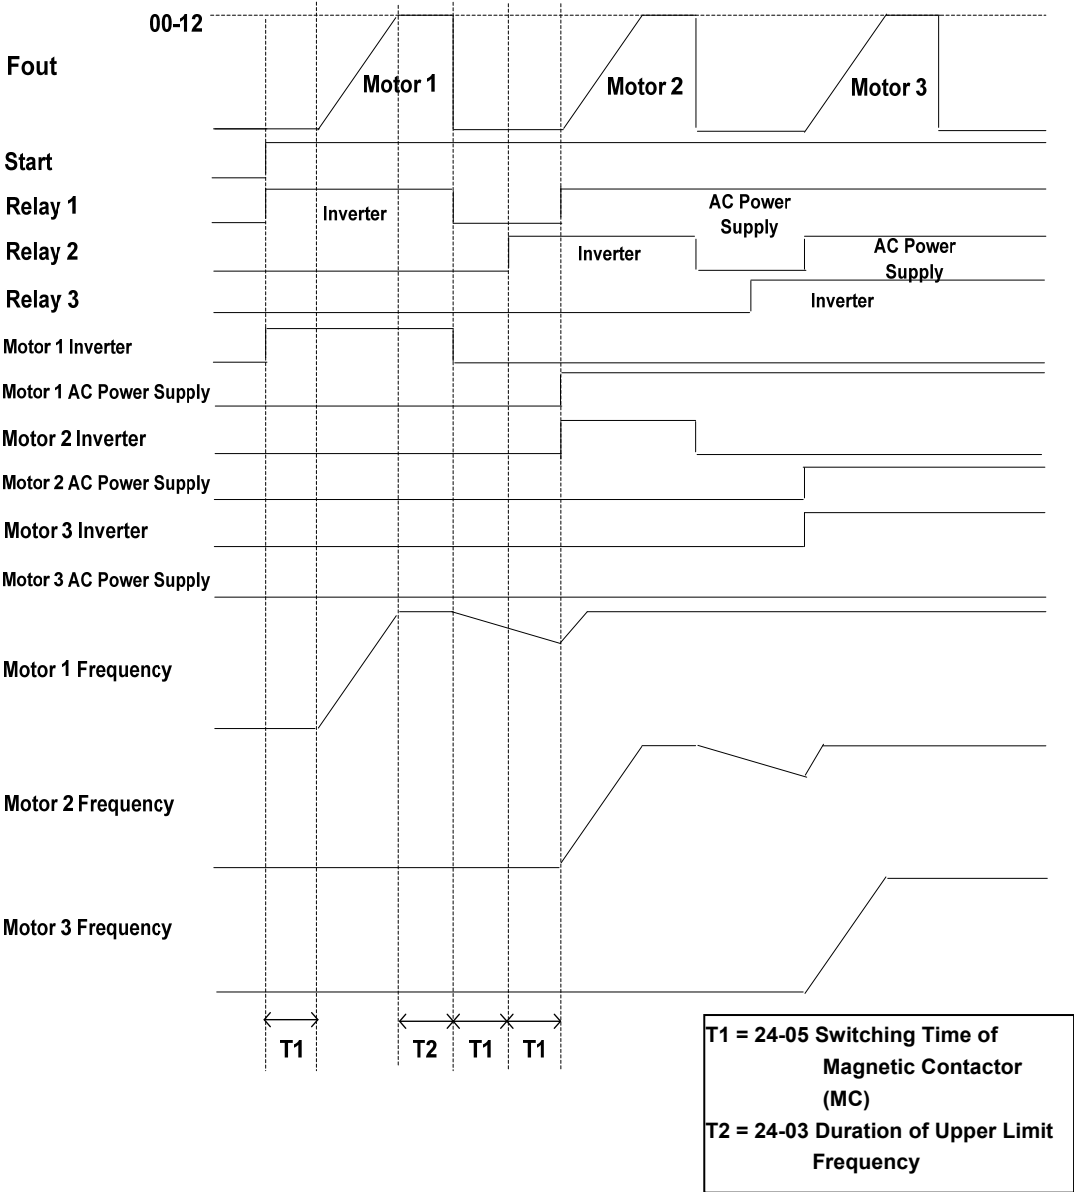 00-12
Fout
Motor 1
Motor 2
Motor 3
Start
Relay 1
Inverter
AC Power
Supply
Relay 2
Inverter
AC Power
Supply
Relay 3
Inverter
Motor 1 Inverter
Motor 1 AC Power Supply
Motor 2 Inverter
Motor 2 AC Power Supply
Motor 3 Inverter
Motor 3 AC Power Supply
Motor 1 Frequency
Motor 2 Frequency
Motor 3 Frequency
T1
T2
T1
T1
T1 = 24-05 Switching Time of
Magnetic Contactor
(MC)
T2 = 24-03 Duration of Upper Limit
Frequency